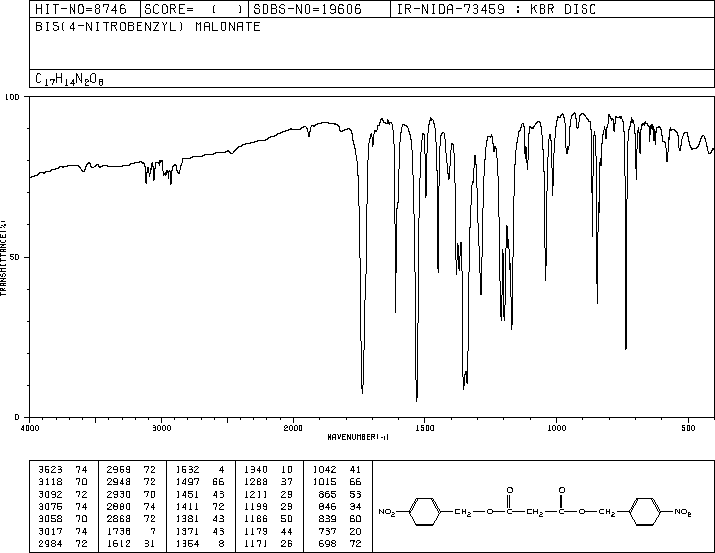 HIT-NO=8746 SCORE= ( ) SDBS-NO=19606 IR-NIDA-73459 : KBR DISC
BIS(4-NITROBENZYL) MALONATE
C17H14N2O8
100
50
0
TRANSMITTANCE(%)
4000 3000 2000 1500 1000 500
WAVENUMBER(-1)
3623 74 2969 72 1532 4 1340 10 1042 41
3118 70 2948 72 1497 66 1288 37 1015 66
3092 72 2930 70 1451 43 1211 29 865 53
3075 74 2880 74 1411 72 1199 29 846 34
3058 70 2868 72 1381 43 1186 50 839 60
3017 74 1738 7 1371 43 1179 44 737 20
2984 72 1612 31 1354 8 1171 26 698 72
O O
NO2 CH2-O-C-CH2-C-O-CH2 NO2